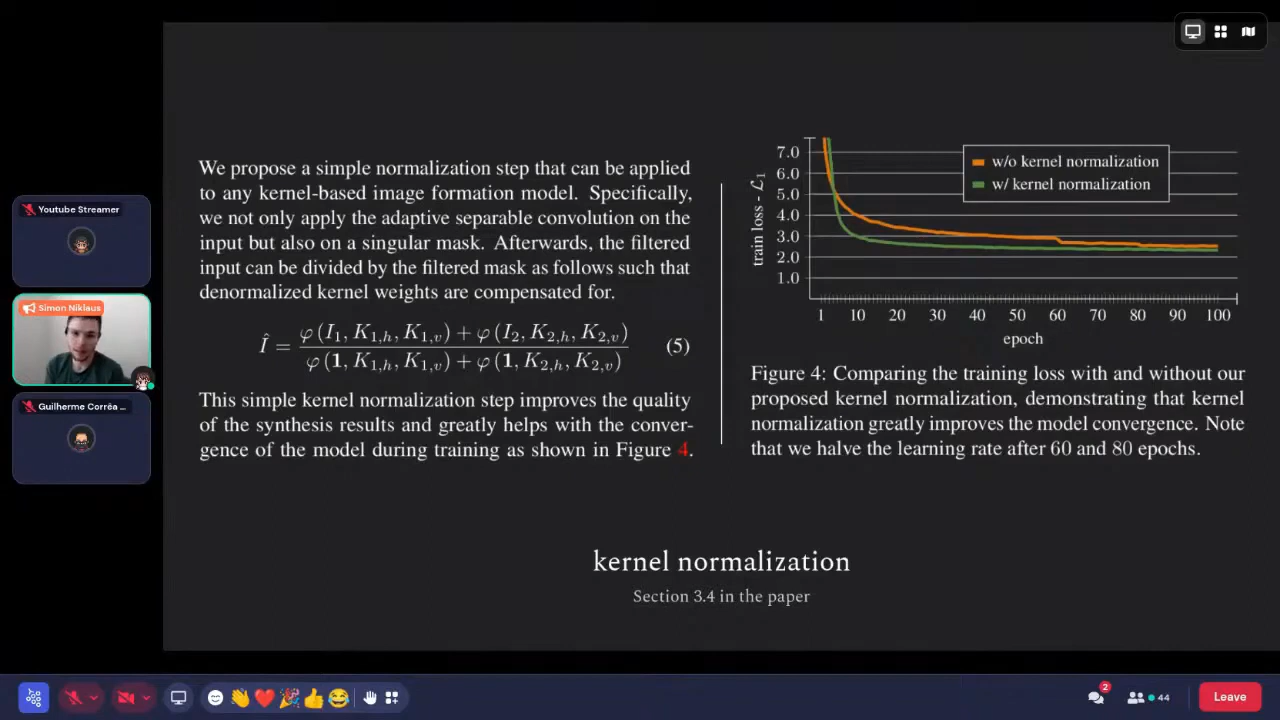 Youtube Streamer
Simon Niklaus
Guilherme Corrêa ...
We propose a simple normalization step that can be applied
to any kernel-based image formation model. Specifically,
we not only apply the adaptive separable convolution on the
input but also on a singular mask. Afterwards, the filtered
input can be divided by the filtered mask as follows such that
denormalized kernel weights are compensated for.
Î = φ (I₁, K₁,ₕ, K₁,ᵥ) + φ (I₂, K₂,ₕ, K₂,ᵥ) / φ (1, K₁,ₕ, K₁,ᵥ) + φ (1, K₂,ₕ, K₂,ᵥ) (5)
This simple kernel normalization step improves the quality
of the synthesis results and greatly helps with the conver-
gence of the model during training as shown in Figure 4.
7.0
6.0
5.0
4.0
3.0
2.0
1.0
train loss - ℒ₁
w/o kernel normalization
w/ kernel normalization
1 10 20 30 40 50 60 70 80 90 100
epoch
Figure 4: Comparing the training loss with and without our
proposed kernel normalization, demonstrating that kernel
normalization greatly improves the model convergence. Note
that we halve the learning rate after 60 and 80 epochs.
kernel normalization
Section 3.4 in the paper
2
44
Leave